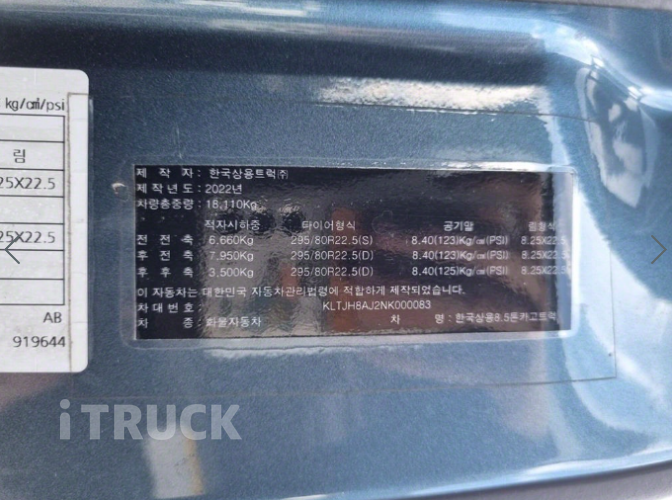 kg/㎠/psi
림
25X22.5
25X22.5
AB
919644
제 작 자 : 한국상용트럭㈜
제 작 년 도 : 2022년
차량총중량 : 18,110Kg
적차시하중 타이어형식 공기압 림형식
전 전 축 6,660Kg 295/80R22.5(S) 8.40(123)Kg/㎠(PSI) 8.25X22.5
후 전 축 7,950Kg 295/80R22.5(D) 8.40(123)Kg/㎠(PSI) 8.25X22.5
후 후 축 3,500Kg 295/80R22.5(D) 8.40(125)Kg/㎠(PSI) 8.25X22.5
이 자동차는 대한민국 자동차관리법령에 적합하게 제작되었습니다.
차 대 번 호 : KLTJH8AJ2NK000083
차 종 : 화물자동차 차 명 : 한국상용8.5톤카고트럭
iTRUCK